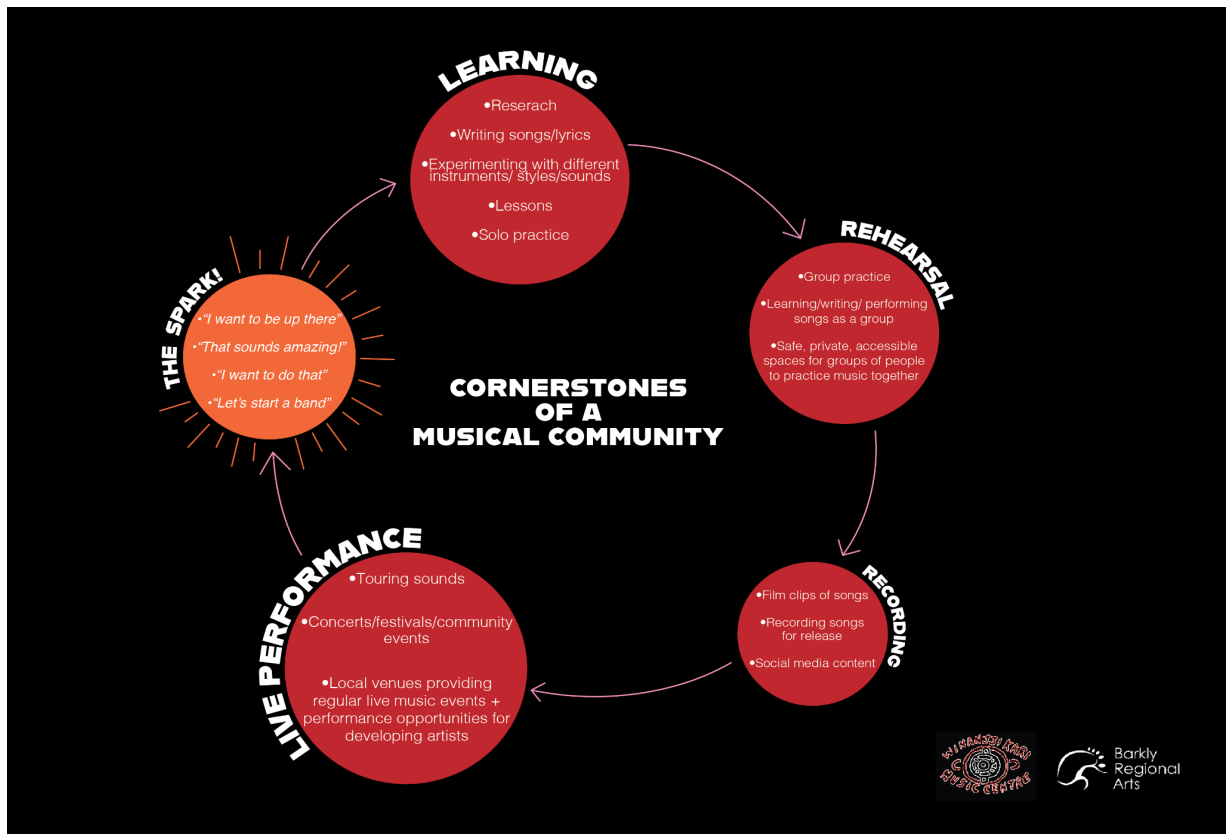 LEARNING
•Reserach
•Writing songs/lyrics
•Experimenting with different
instruments/ styles/sounds
•Lessons
•Solo practice
REHEARSAL
•Group practice
•Learning/writing/ performing
songs as a group
•Safe, private, accessible
spaces for groups of people
to practice music together
THE SPARK!
•“I want to be up there”
•“That sounds amazing!”
•“I want to do that”
•“Let’s start a band”
CORNERSTONES
OF A
MUSICAL COMMUNITY
RECORDING
•Film clips of songs
•Recording songs
for release
•Social media content
LIVE PERFORMANCE
•Touring sounds
•Concerts/festivals/community
events
•Local venues providing
regular live music events +
performance opportunities for
developing artists
WINANJJI KARI
MUSIC CENTRE
Barkly
Regional
Arts